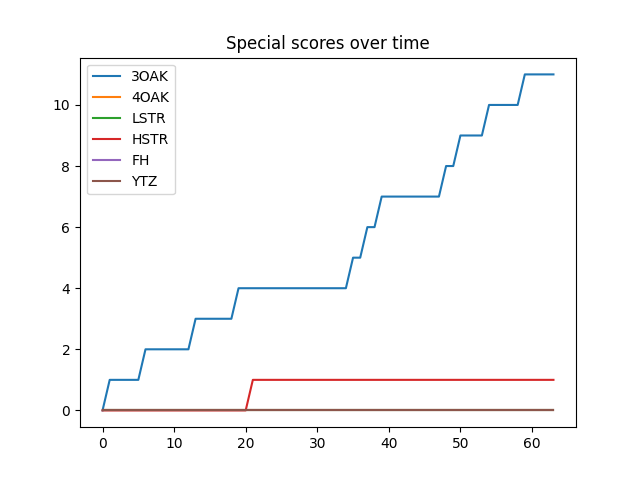 Special scores over time
3OAK
4OAK
LSTR
HSTR
FH
YTZ
10
8
6
4
2
0
0 10 20 30 40 50 60